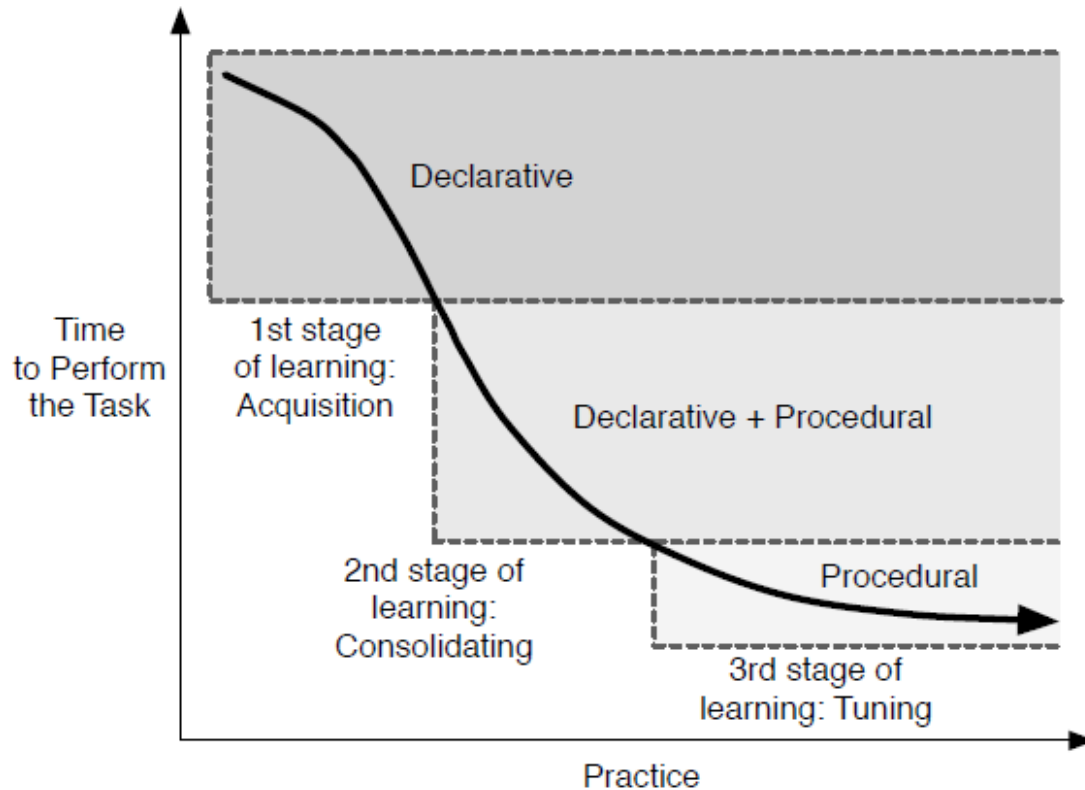 Declarative
Time
to Perform
the Task
1st stage
of learning:
Acquisition
Declarative + Procedural
2nd stage of
learning:
Consolidating
Procedural
3rd stage of
learning: Tuning
Practice